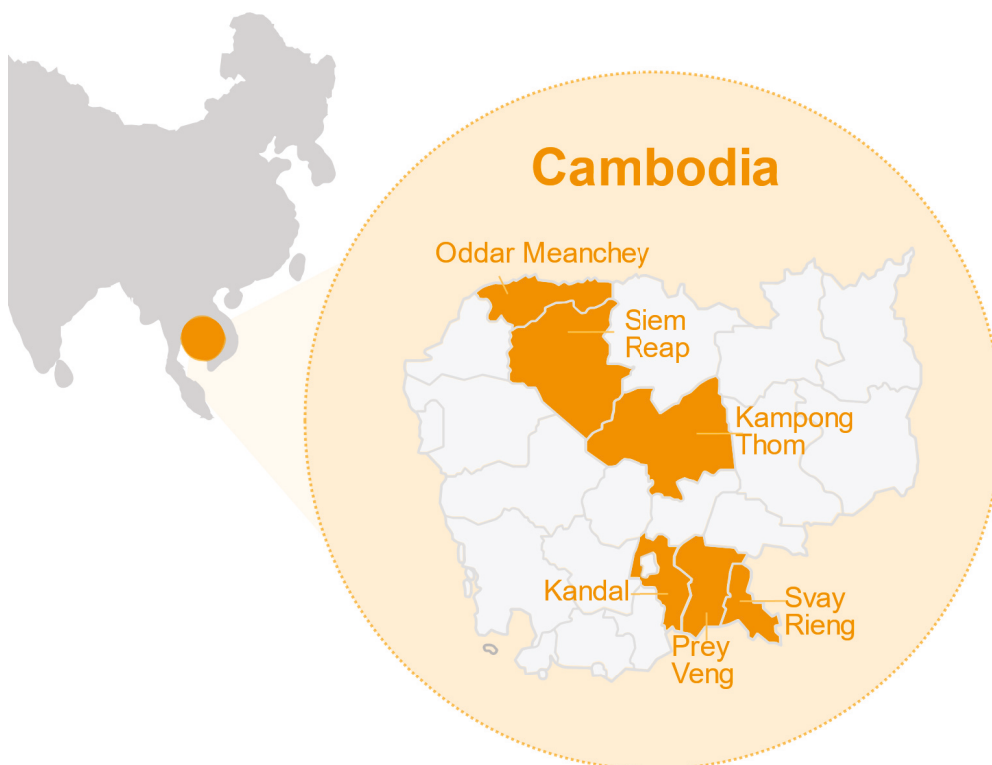 Cambodia
Oddar Meanchey
Siem
Reap
Kampong
Thom
Kandal
Svay
Rieng
Prey
Veng